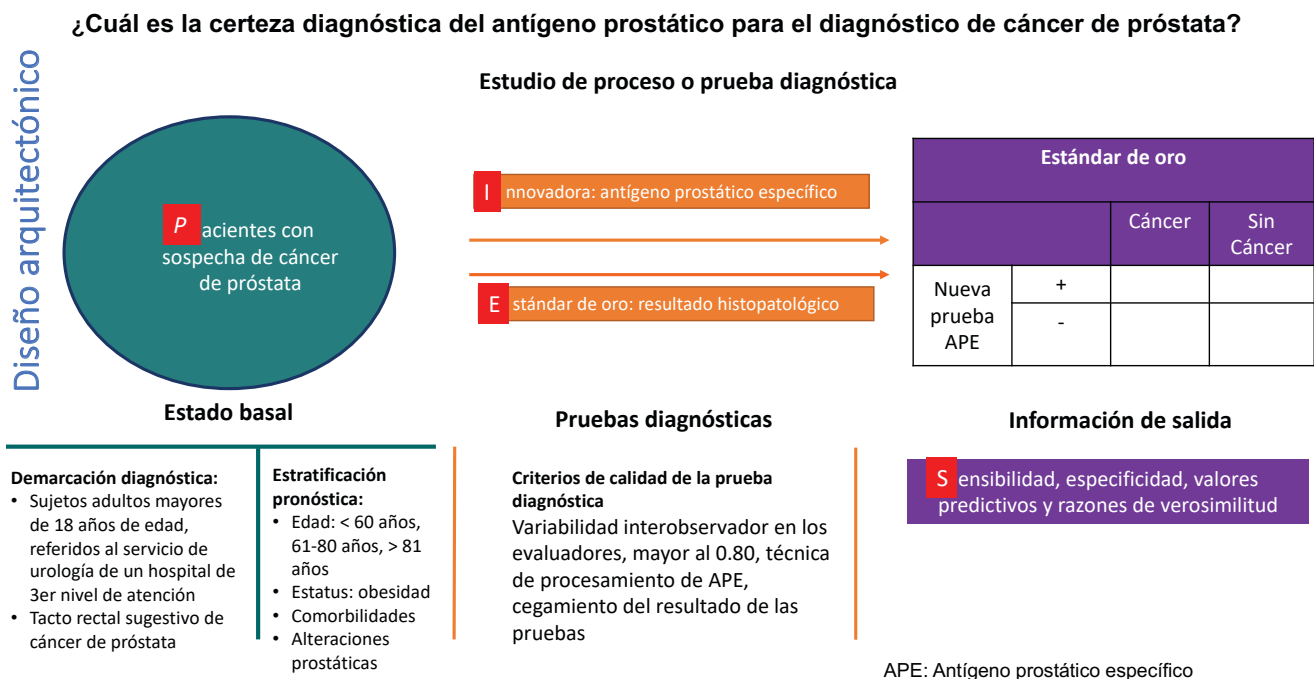 ¿Cuál es la certeza diagnóstica del antígeno prostático para el diagnóstico de cáncer de próstata?
Diseño arquitectónico
Estudio de proceso o prueba diagnóstica
Pacientes con
sospecha de cáncer
de próstata
Innovadora: antígeno prostático específico
Estándar de oro: resultado histopatológico
Estándar de oro
Cáncer
Sin
Cáncer
Nueva
prueba
APE
+
-
Estado basal
Demarcación diagnóstica:
• Sujetos adultos mayores
de 18 años de edad,
referidos al servicio de
urología de un hospital de
3er nivel de atención
• Tacto rectal sugestivo de
cáncer de próstata
Estratificación
pronóstica:
• Edad: < 60 años,
61-80 años, > 81
años
• Estatus: obesidad
• Comorbilidades
• Alteraciones
prostáticas
Pruebas diagnósticas
Criterios de calidad de la prueba
diagnóstica
Variabilidad interobservador en los
evaluadores, mayor al 0.80, técnica
de procesamiento de APE,
cegamiento del resultado de las
pruebas
Información de salida
Sensibilidad, especificidad, valores
predictivos y razones de verosimilitud
APE: Antígeno prostático específico